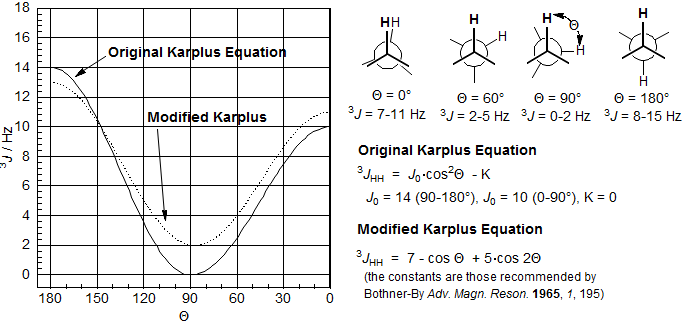 18
16
14
12
10
8
6
4
2
0
³J / Hz
180 150 120 90 60 30 0
Θ
Original Karplus Equation
Modified Karplus
H H
H
H
H
Θ
H
H
H
Θ = 0°
³J = 7-11 Hz
Θ = 60°
³J = 2-5 Hz
Θ = 90°
³J = 0-2 Hz
Θ = 180°
³J = 8-15 Hz
Original Karplus Equation
³J_HH = J₀·cos²Θ - K
J₀ = 14 (90-180°), J₀ = 10 (0-90°), K = 0
Modified Karplus Equation
³J_HH = 7 - cos Θ + 5·cos 2Θ
(the constants are those recommended by
Bothner-By Adv. Magn. Reson. 1965, 1, 195)